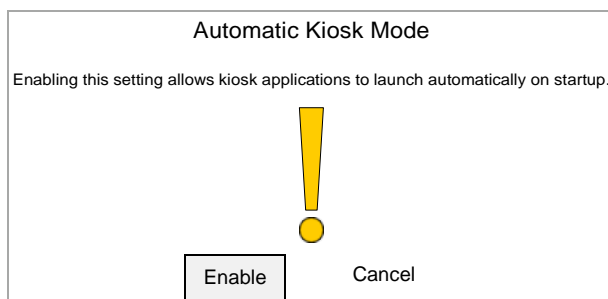 Automatic Kiosk Mode
Enabling this setting allows kiosk applications to launch automatically on startup.
Enable Cancel